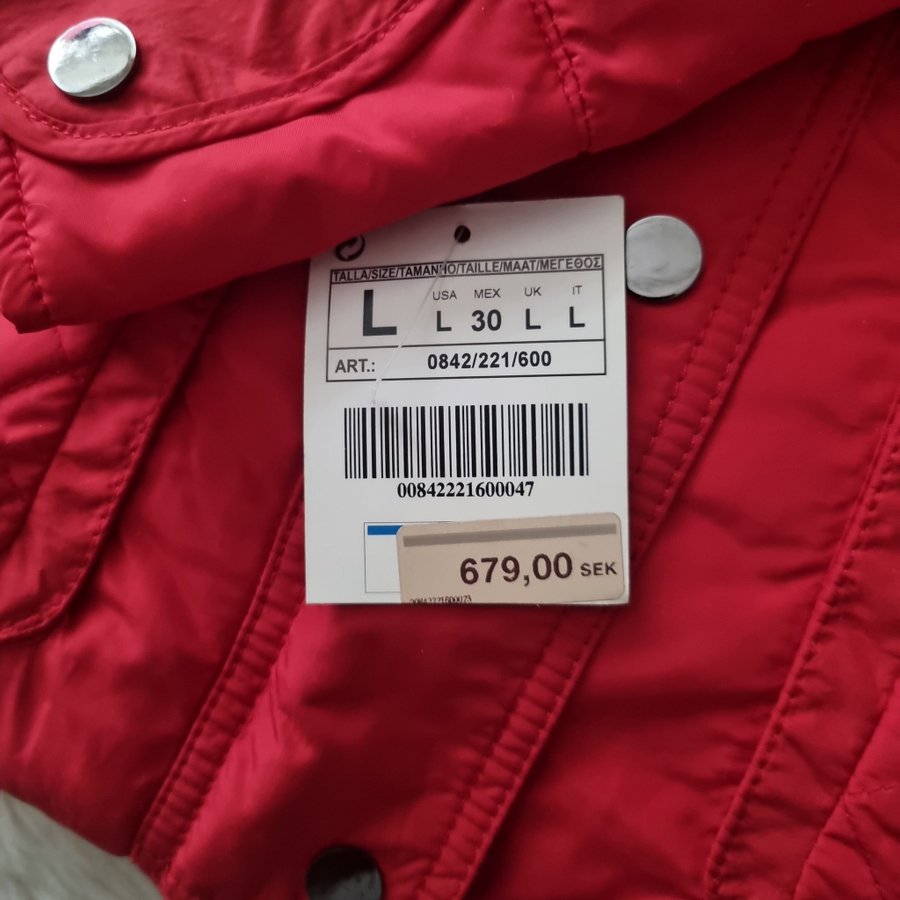 TALLA/SIZE/TAMANHO/TAILLE/MAAT/ΜΕΓΕΘΟΣ
USA MEX UK IT
L L 30 L L
ART.: 0842/221/600
00842221600047
679,00 SEK